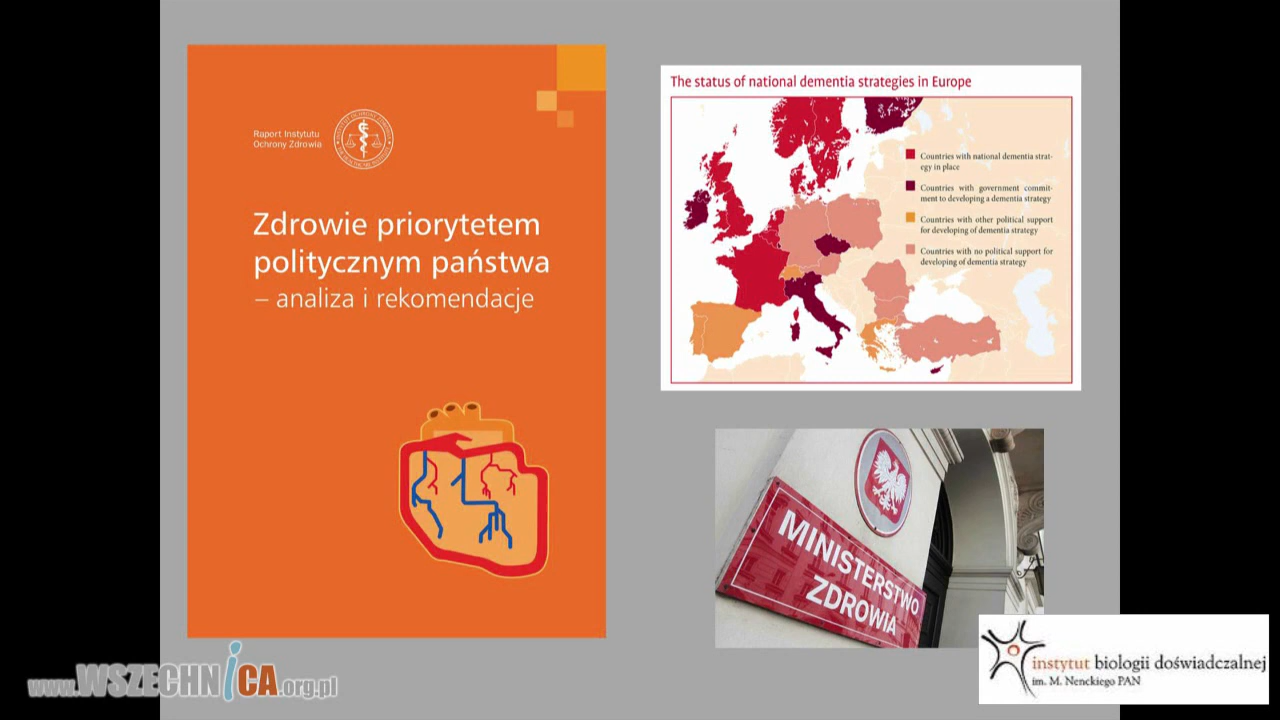 Raport Instytutu
Ochrony Zdrowia
Zdrowie priorytetem
politycznym państwa
– analiza i rekomendacje
The status of national dementia strategies in Europe
Countries with national dementia strat-
egy in place
Countries with government commit-
ment to developing a dementia strategy
Countries with other political support
for developing of dementia strategy
Countries with no political support for
developing of dementia strategy
MINISTERSTWO
ZDROWIA
www.WSZECHNiCA.org.pl
instytut biologii doświadczalnej
im. M. Nenckiego PAN